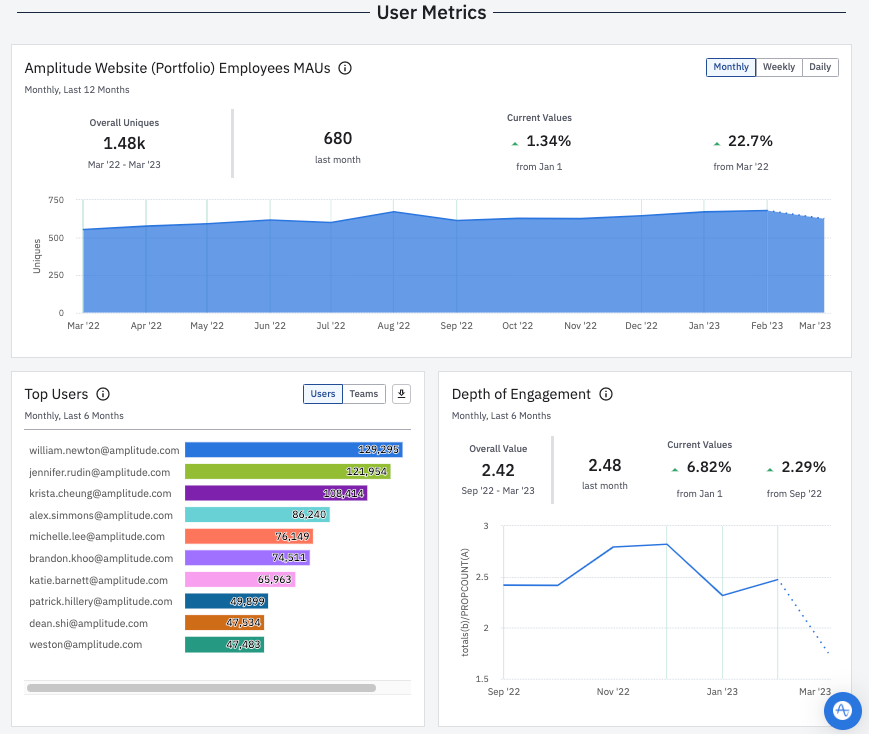 User Metrics
Amplitude Website (Portfolio) Employees MAUs
Monthly Weekly Daily
Monthly, Last 12 Months
Overall Uniques
1.48k
Mar '22 - Mar '23
680
last month
Current Values
1.34%
from Jan 1
22.7%
from Mar '22
750
500
250
0
Uniques
Mar '22 Apr '22 May '22 Jun '22 Jul '22 Aug '22 Sep '22 Oct '22 Nov '22 Dec '22 Jan '23 Feb '23 Mar '23
Top Users
Users Teams
Monthly, Last 6 Months
william.newton@amplitude.com 129,295
jennifer.rudin@amplitude.com 121,954
krista.cheung@amplitude.com 108,414
alex.simmons@amplitude.com 86,240
michelle.lee@amplitude.com 76,149
brandon.khoo@amplitude.com 74,511
katie.barnett@amplitude.com 65,963
patrick.hillery@amplitude.com 49,899
dean.shi@amplitude.com 47,534
weston@amplitude.com 47,483
Depth of Engagement
Monthly, Last 6 Months
Overall Value
2.42
Sep '22 - Mar '23
2.48
last month
Current Values
6.82%
from Jan 1
2.29%
from Sep '22
3
2.5
2
1.5
totals(b)/PROPCOUNT(A)
Sep '22 Nov '22 Jan '23 Mar '23